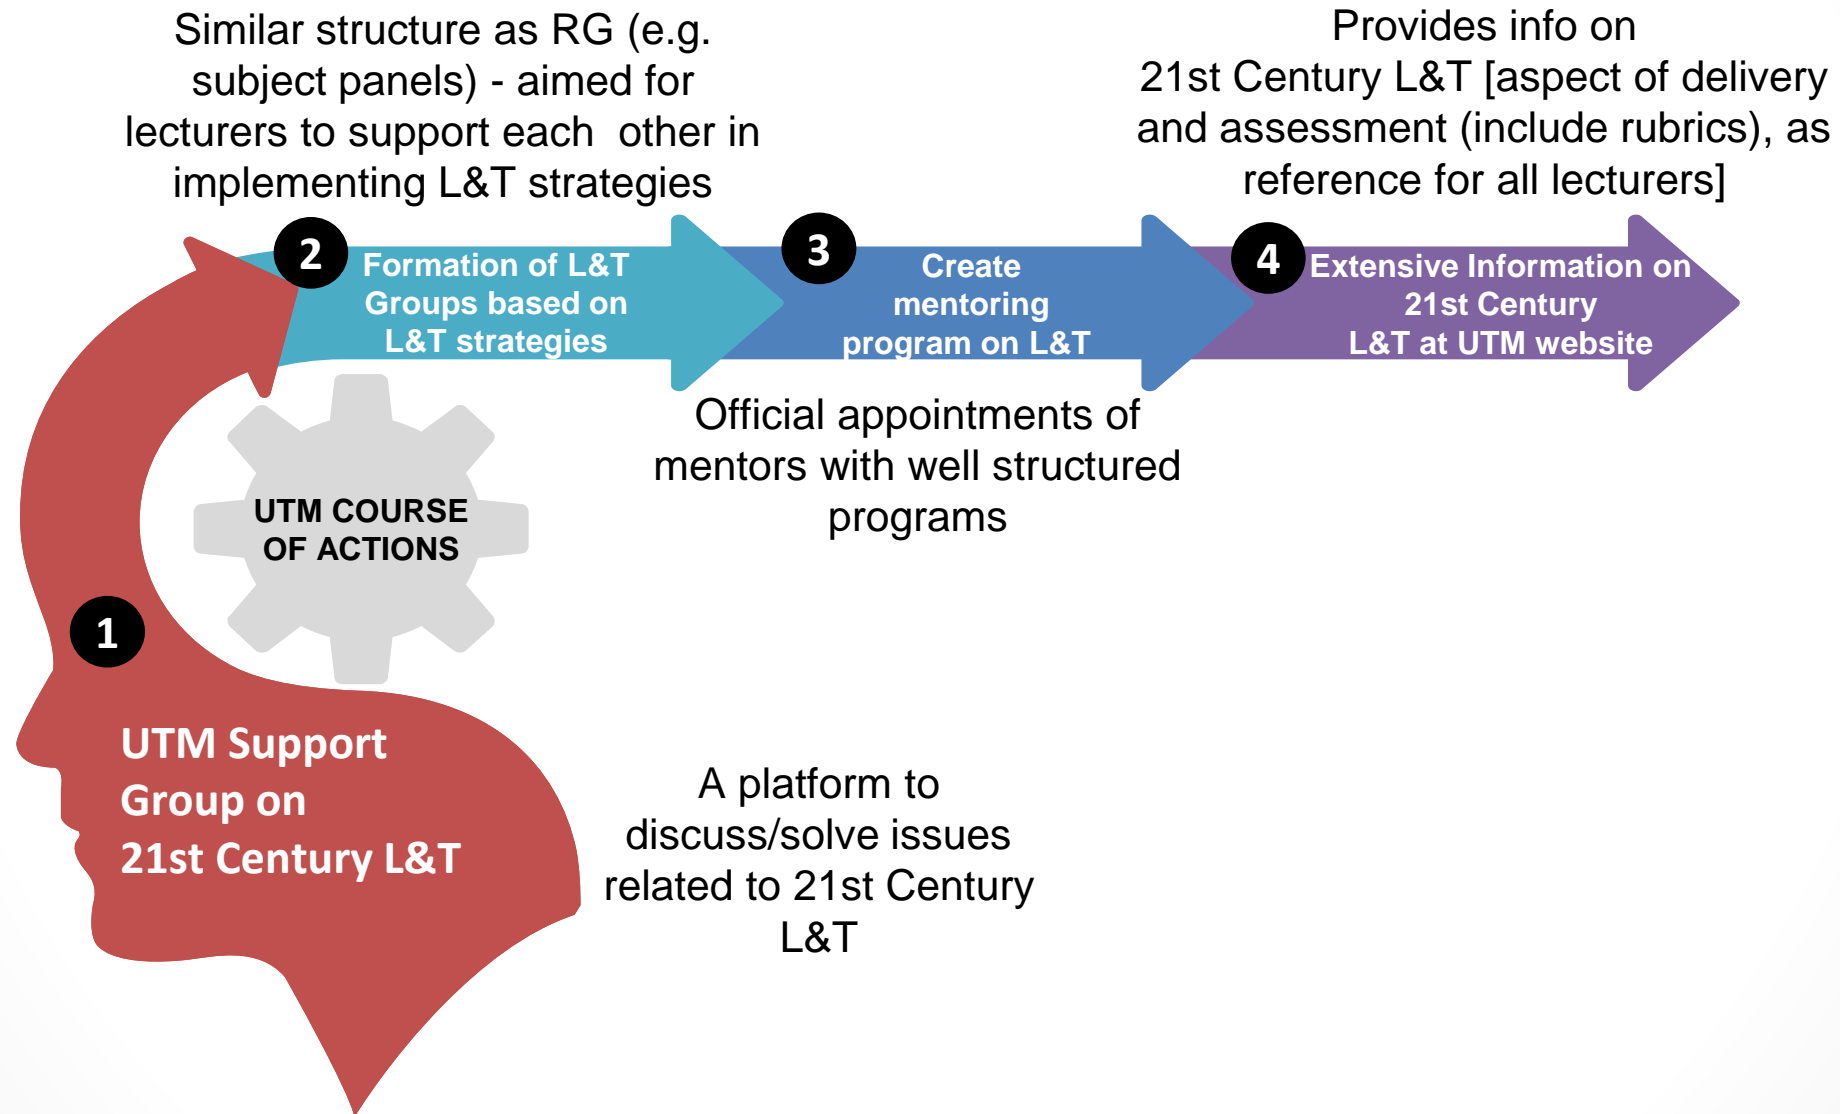 Similar structure as RG (e.g.
subject panels) - aimed for
lecturers to support each  other in
implementing L&T strategies
Provides info on
21st Century L&T [aspect of delivery
and assessment (include rubrics), as
reference for all lecturers]
2
Formation of L&T
Groups based on
L&T strategies
3
Create
mentoring
program on L&T
4
Extensive Information on
21st Century
L&T at UTM website
Official appointments of
mentors with well structured
programs
UTM COURSE
OF ACTIONS
1
UTM Support
Group on
21st Century L&T
A platform to
discuss/solve issues
related to 21st Century
L&T